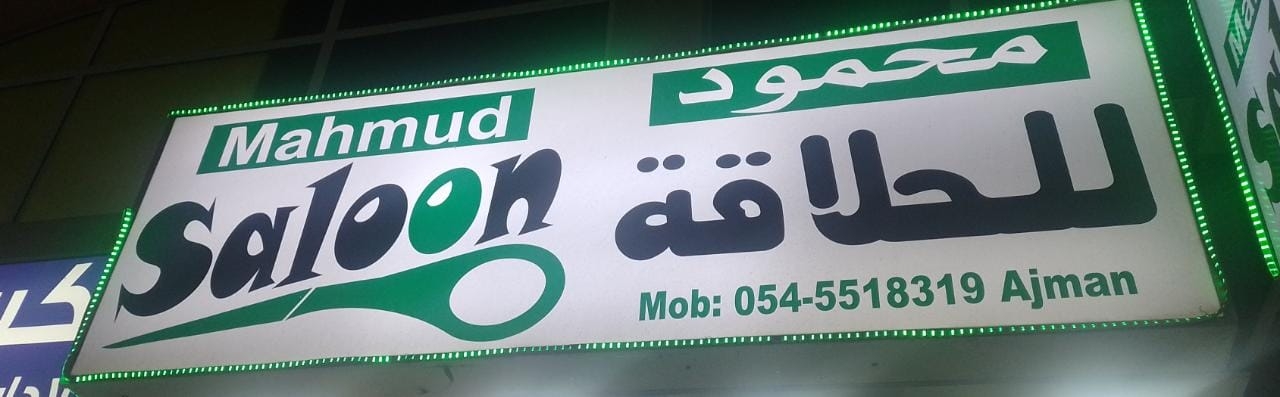 Mahmud
Saloon
محمود
للحلاقة
Mob: 054-5518319 Ajman